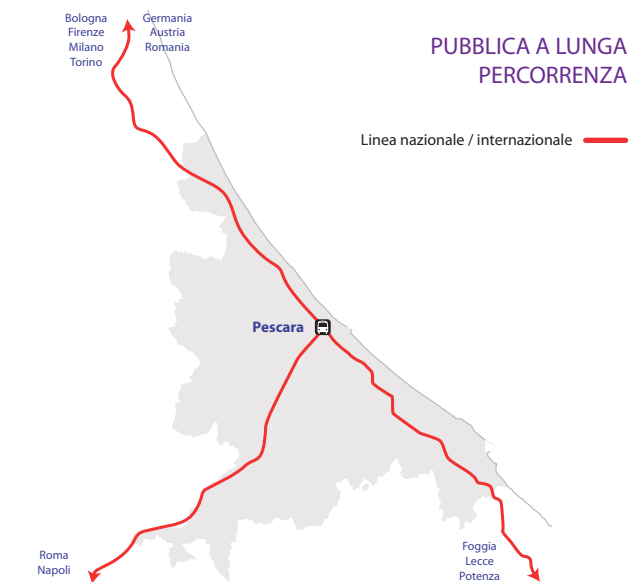 Bologna
Firenze
Milano
Torino
Germania
Austria
Romania
PUBBLICA A LUNGA
PERCORRENZA
Linea nazionale / internazionale
Pescara
Roma
Napoli
Foggia
Lecce
Potenza